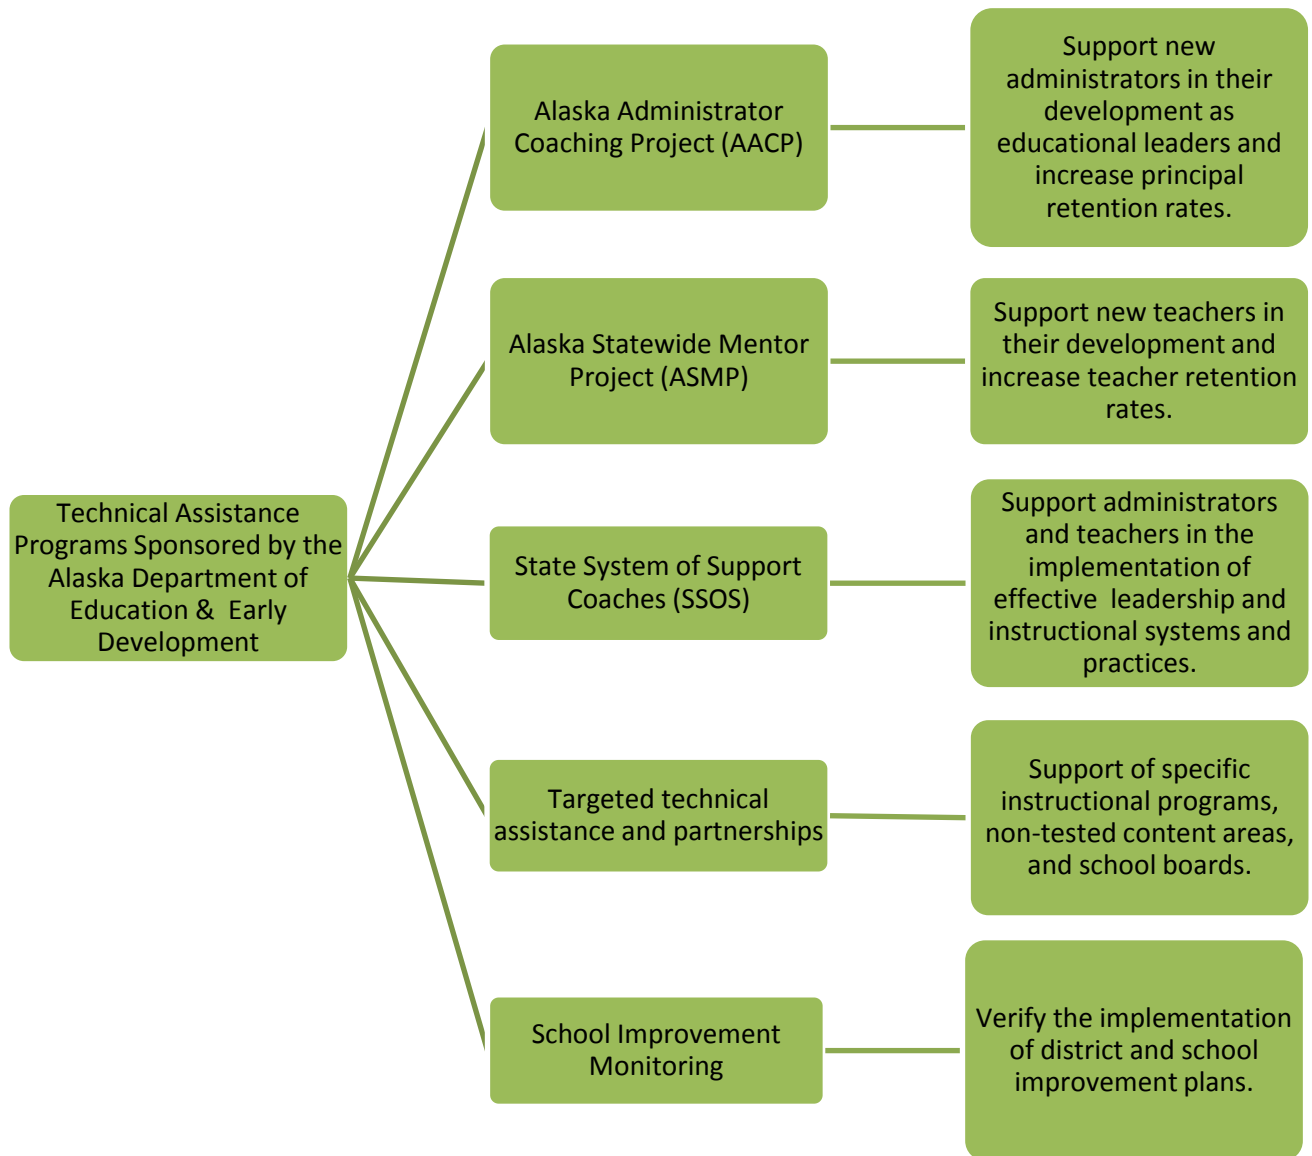 Technical Assistance
Programs Sponsored by the
Alaska Department of
Education &  Early
Development
Alaska Administrator
Coaching Project (AACP)
Support new
administrators in their
development as
educational leaders and
increase principal
retention rates.
Alaska Statewide Mentor
Project (ASMP)
Support new teachers in
their development and
increase teacher retention
rates.
State System of Support
Coaches (SSOS)
Support administrators
and teachers in the
implementation of
effective  leadership and
instructional systems and
practices.
Targeted technical
assistance and partnerships
Support of specific
instructional programs,
non-tested content areas,
and school boards.
School Improvement
Monitoring
Verify the implementation
of district and school
improvement plans.